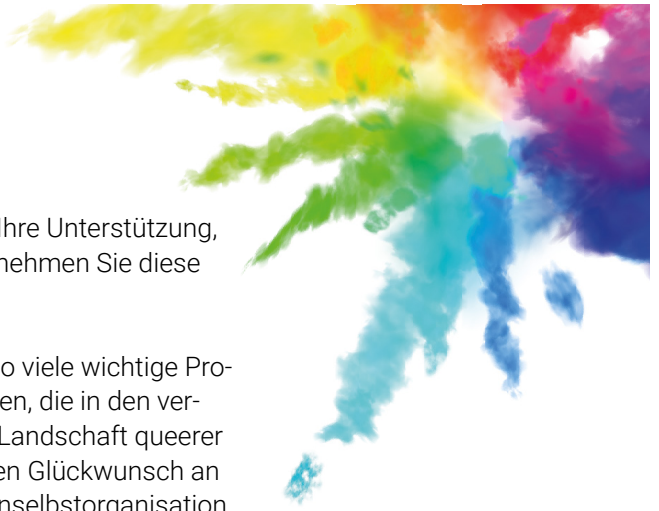 Ihre Unterstützung,
nehmen Sie diese
o viele wichtige Pro-
en, die in den ver-
Landschaft queerer
en Glückwunsch an
nselbstorganisation